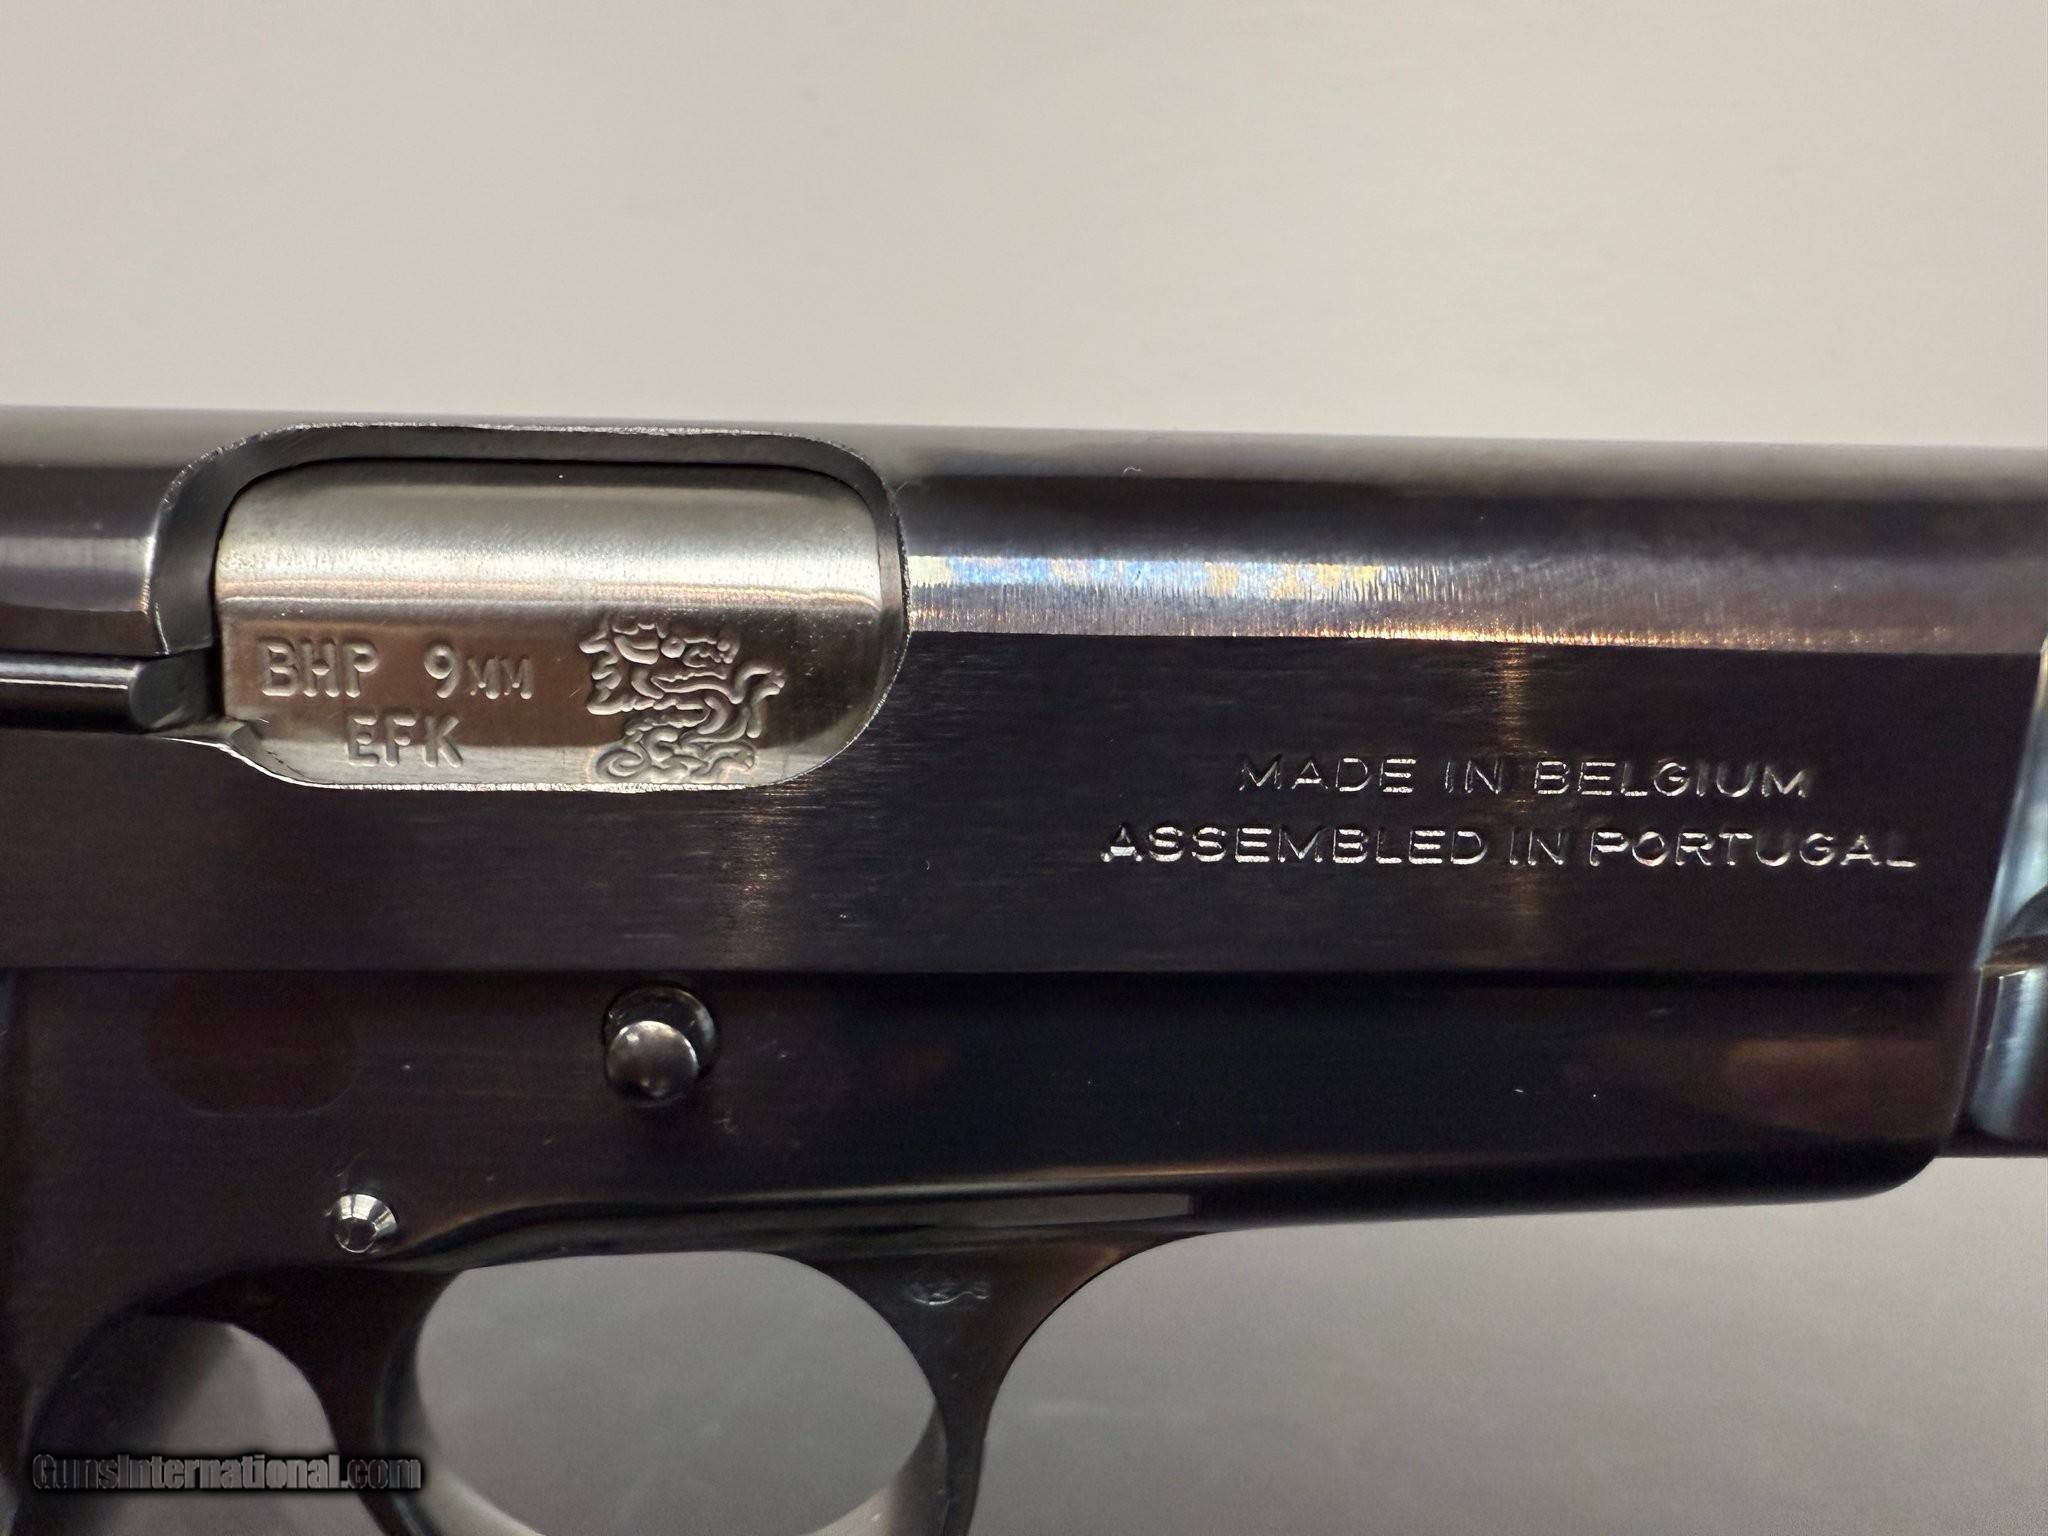 BHP 9MM
EFK
MADE IN BELGIUM
ASSEMBLED IN PORTUGAL
GunsInternational.com